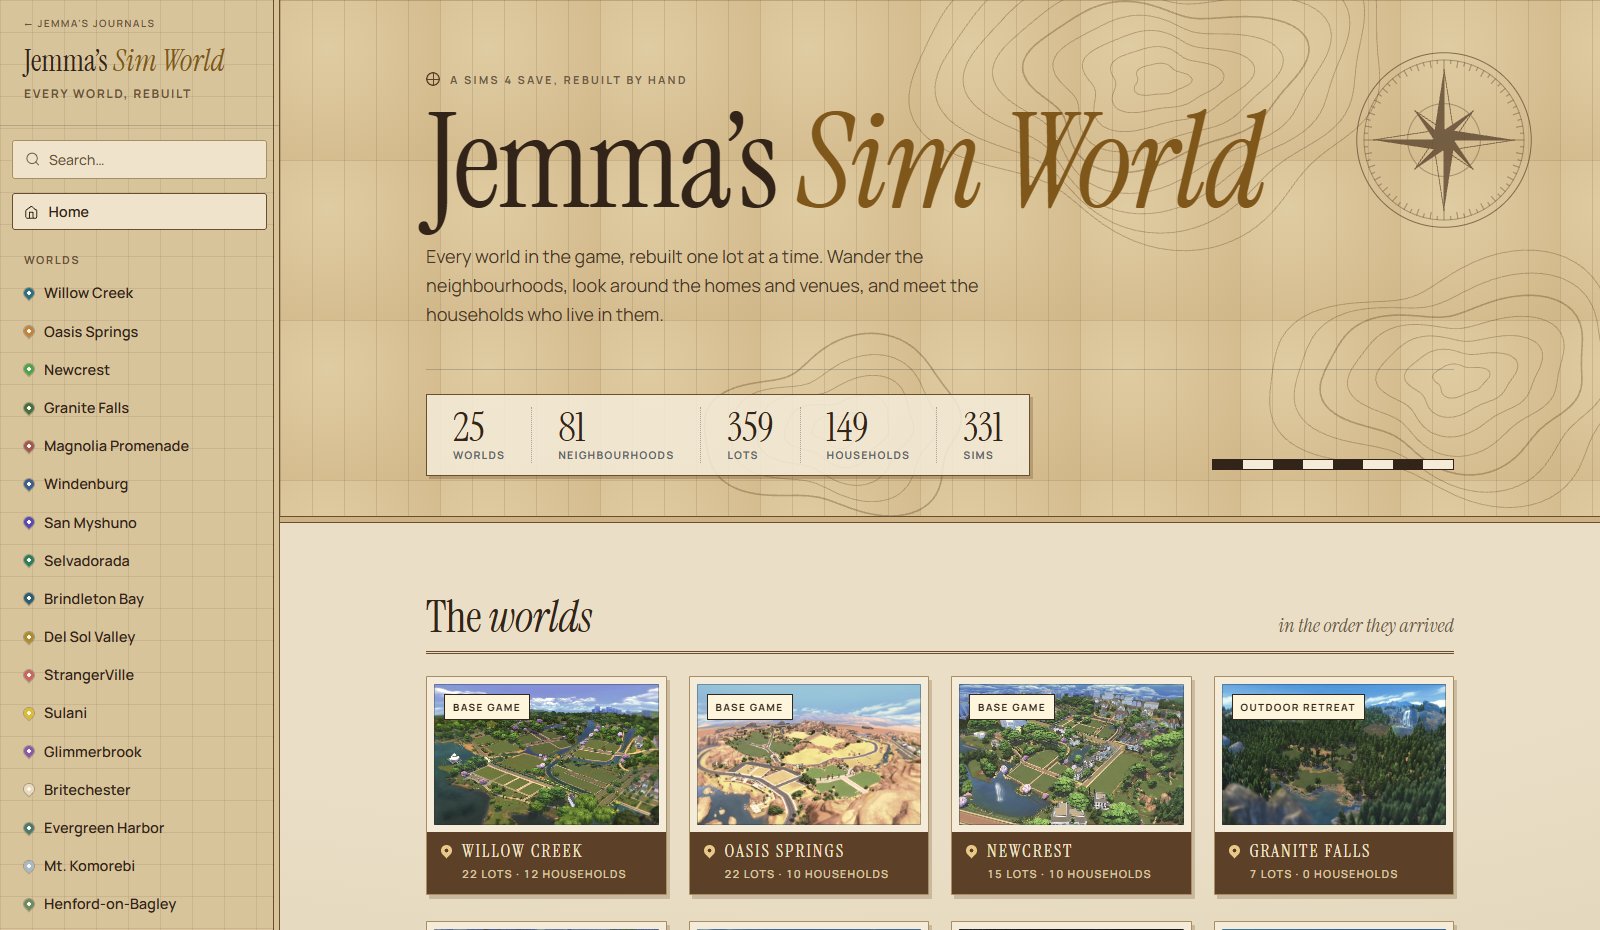 ← JEMMA'S JOURNALS
Jemma's Sim World
EVERY WORLD, REBUILT
Search...
Home
WORLDS
Willow Creek
Oasis Springs
Newcrest
Granite Falls
Magnolia Promenade
Windenburg
San Myshuno
Selvadorada
Brindleton Bay
Del Sol Valley
StrangerVille
Sulani
Glimmerbrook
Britechester
Evergreen Harbor
Mt. Komorebi
Henford-on-Bagley
A SIMS 4 SAVE, REBUILT BY HAND
Jemma's Sim World
Every world in the game, rebuilt one lot at a time. Wander the
neighbourhoods, look around the homes and venues, and meet the
households who live in them.
25 81 359 149 331
WORLDS NEIGHBOURHOODS LOTS HOUSEHOLDS SIMS
The worlds
in the order they arrived
BASE GAME
WILLOW CREEK
22 LOTS · 12 HOUSEHOLDS
BASE GAME
OASIS SPRINGS
22 LOTS · 10 HOUSEHOLDS
BASE GAME
NEWCREST
15 LOTS · 10 HOUSEHOLDS
OUTDOOR RETREAT
GRANITE FALLS
7 LOTS · 0 HOUSEHOLDS